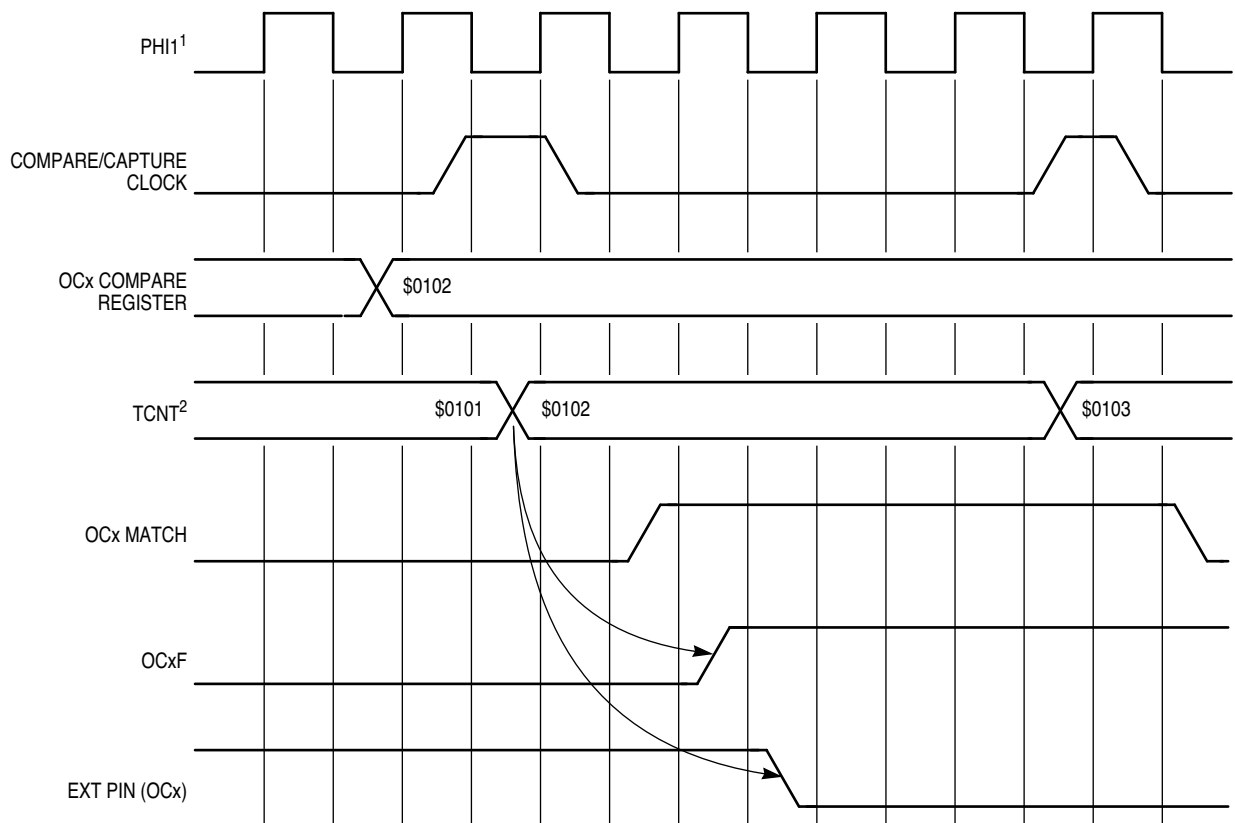 PHI1¹
COMPARE/CAPTURE
CLOCK
OCx COMPARE
REGISTER
$0102
TCNT²
$0101
$0102
$0103
OCx MATCH
OCxF
EXT PIN (OCx)